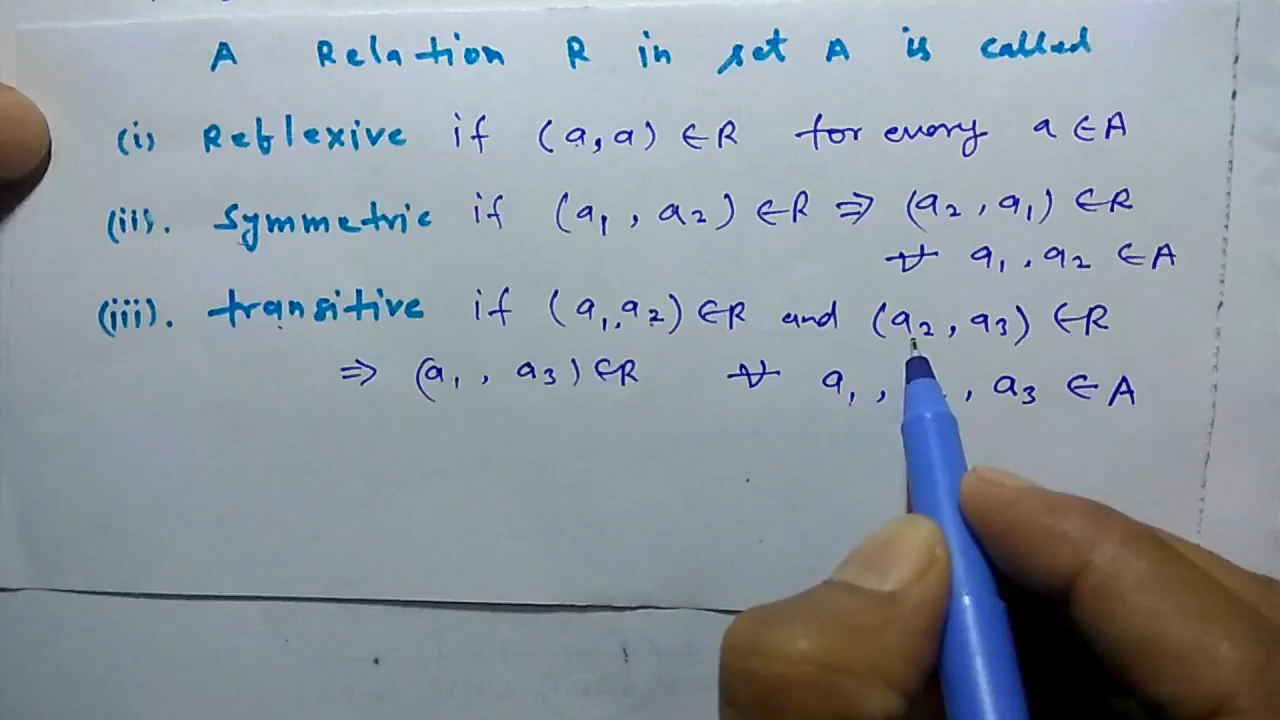 A Relation R in set A is called
(i) Reflexive if (a,a) ∈R for every a ∈A
(ii). Symmetric if (a₁, a₂) ∈R ⇒ (a₂, a₁) ∈R
∀ a₁, a₂ ∈A
(iii). transitive if (a₁,a₂) ∈R and (a₂, a₃) ∈R
⇒ (a₁, a₃) ∈R ∀ a₁, , a₃ ∈ A